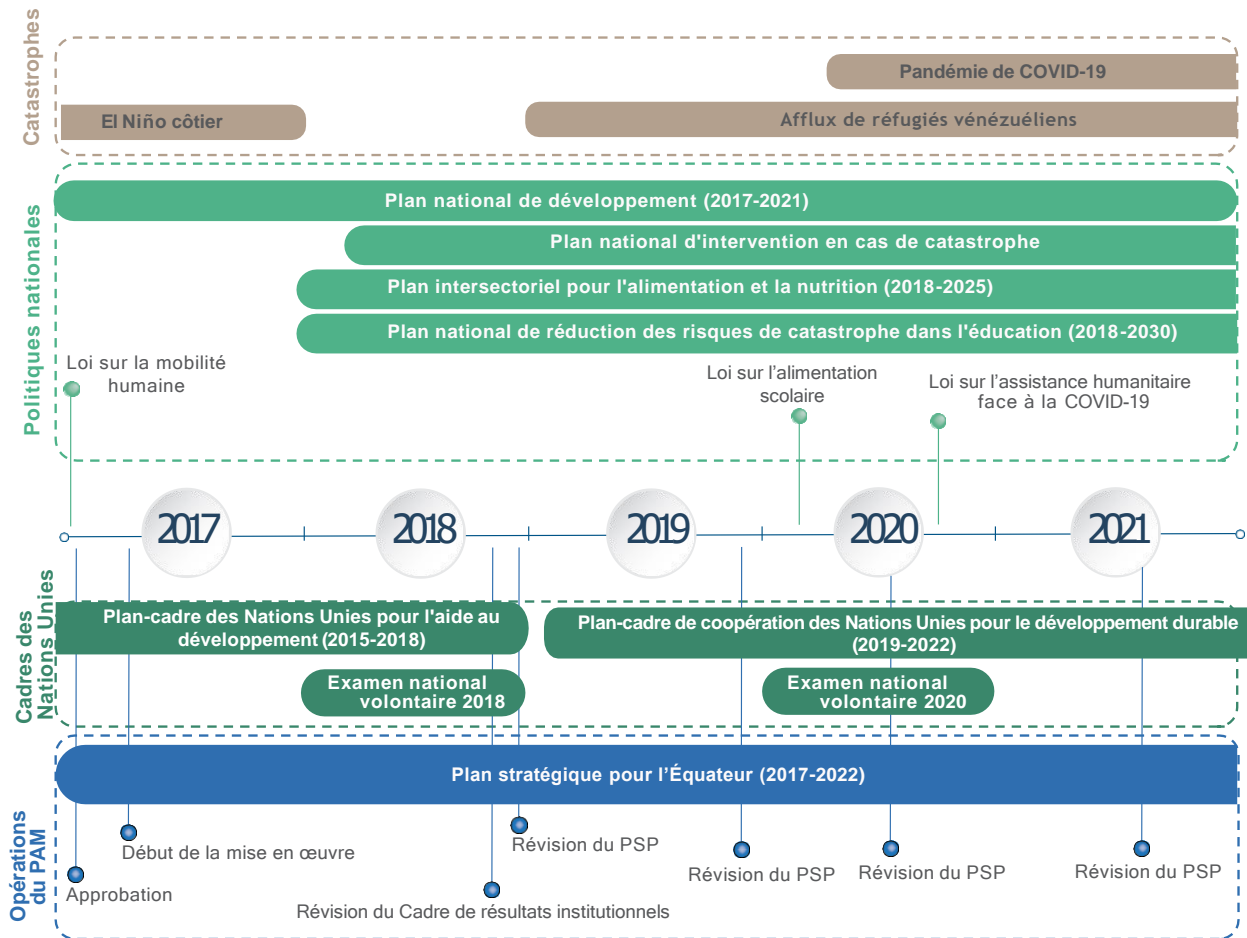 Catastrophes
Pandémie de COVID-19
El Niño côtier
Afflux de réfugiés vénézuéliens
Politiques nationales
Plan national de développement (2017-2021)
Plan national d'intervention en cas de catastrophe
Plan intersectoriel pour l'alimentation et la nutrition (2018-2025)
Plan national de réduction des risques de catastrophe dans l'éducation (2018-2030)
Loi sur la mobilité
humaine
Loi sur l’alimentation
scolaire
Loi sur l’assistance humanitaire
face à la COVID-19
2017
2018
2019
2020
2021
Cadres des
Nations Unies
Plan-cadre des Nations Unies pour l'aide au
développement (2015-2018)
Plan-cadre de coopération des Nations Unies pour le développement durable
(2019-2022)
Examen national
volontaire 2018
Examen national
volontaire 2020
Opérations
du PAM
Plan stratégique pour l’Équateur (2017-2022)
Début de la mise en œuvre
Approbation
Révision du PSP
Révision du Cadre de résultats institutionnels
Révision du PSP
Révision du PSP
Révision du PSP